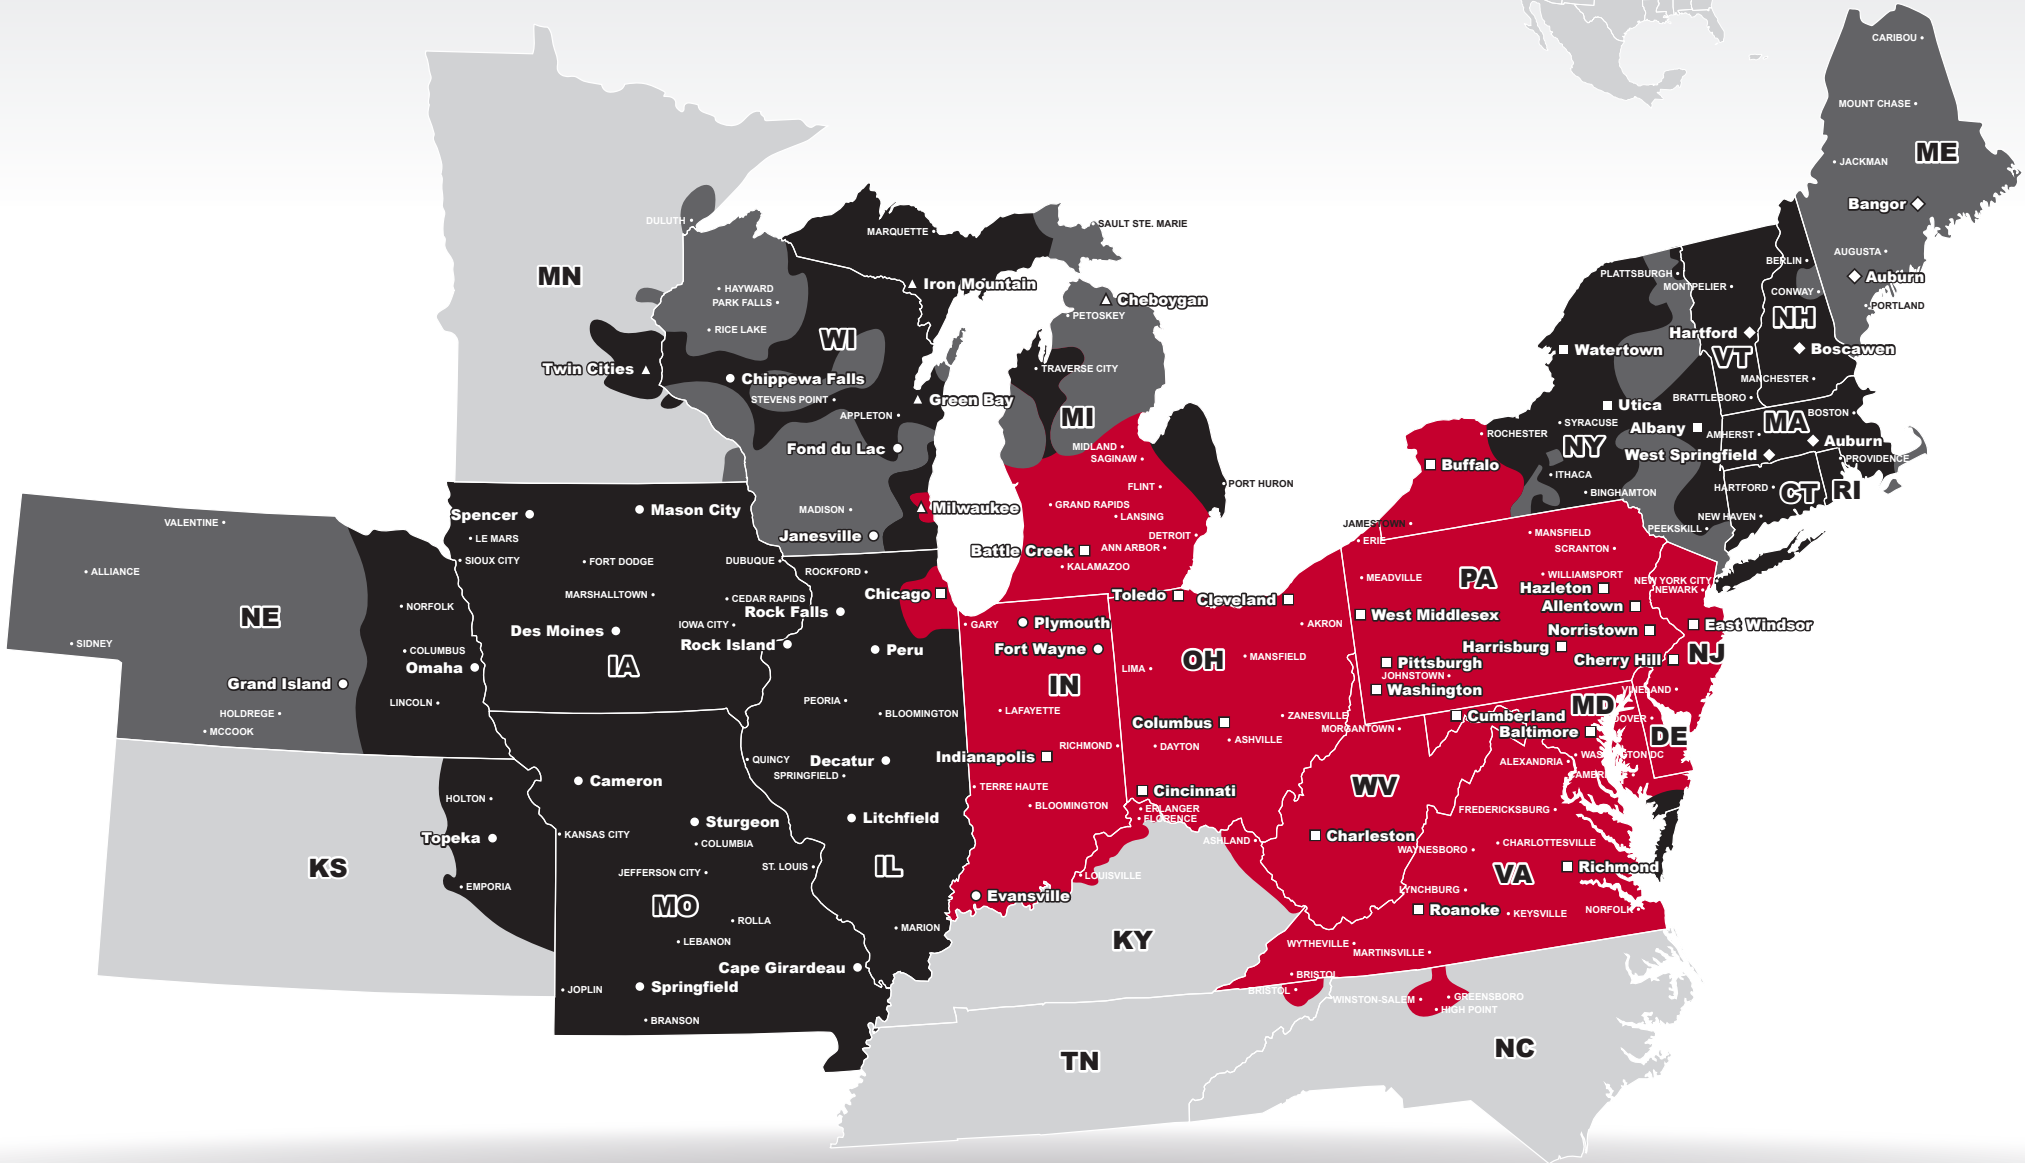 CARIBOU
MOUNT CHASE
ME
JACKMAN
Bangor
AUGUSTA
Auburn
PORTLAND
BERLIN
CONWAY
NH
Boscawen
MANCHESTER
PLATTSBURGH
MONTPELIER
Hartford
VT
BRATTLEBORO
Watertown
Utica
SYRACUSE
ROCHESTER
NY
Albany
West Springfield
ITHACA
BINGHAMTON
Buffalo
JAMESTOWN
PEEKSKILL
MA
BOSTON
AMHERST
Auburn
PROVIDENCE
HARTFORD
CT
RI
NEW HAVEN
DULUTH
MN
Twin Cities
MARQUETTE
SAULT STE. MARIE
Iron Mountain
Cheboygan
PETOSKEY
HAYWARD
PARK FALLS
RICE LAKE
WI
Chippewa Falls
STEVENS POINT
Green Bay
APPLETON
Fond du Lac
MADISON
Milwaukee
Janesville
TRAVERSE CITY
MI
MIDLAND
SAGINAW
FLINT
PORT HURON
GRAND RAPIDS
LANSING
DETROIT
Battle Creek
ANN ARBOR
KALAMAZOO
VALENTINE
ALLIANCE
NE
SIDNEY
NORFOLK
COLUMBUS
Omaha
Grand Island
LINCOLN
HOLDREGE
MCCOOK
Spencer
Mason City
LE MARS
SIOUX CITY
FORT DODGE
DUBUQUE
MARSHALLTOWN
CEDAR RAPIDS
IOWA CITY
Des Moines
IA
ROCKFORD
Chicago
Rock Falls
Rock Island
Peru
PEORIA
BLOOMINGTON
QUINCY
Decatur
SPRINGFIELD
Litchfield
IL
MARION
HOLTON
Topeka
KS
EMPORIA
Cameron
KANSAS CITY
Sturgeon
COLUMBIA
ST. LOUIS
JEFFERSON CITY
MO
ROLLA
LEBANON
Cape Girardeau
Springfield
JOPLIN
BRANSON
GARY
Plymouth
Fort Wayne
IN
LAFAYETTE
RICHMOND
Indianapolis
TERRE HAUTE
BLOOMINGTON
Evansville
Toledo
Cleveland
AKRON
LIMA
OH
MANSFIELD
Columbus
ZANESVILLE
ASHVILLE
DAYTON
Cincinnati
ERLANGER
FLORENCE
ASHLAND
LOUISVILLE
KY
TN
ERIE
MANSFIELD
SCRANTON
MEADVILLE
PA
WILLIAMSPORT
Hazleton
West Middlesex
Allentown
Norristown
Harrisburg
Pittsburgh
JOHNSTOWN
Washington
Cherry Hill
NEW YORK CITY
NEWARK
East Windsor
NJ
VINELAND
MORGANTOWN
Cumberland
MD
DOVER
Baltimore
DE
WASHINGTON DC
ALEXANDRIA
CAMBRIDGE
WV
Charleston
FREDERICKSBURG
CHARLOTTESVILLE
WAYNESBORO
Richmond
VA
LYNCHBURG
Roanoke
KEYSVILLE
NORFOLK
WYTHEVILLE
MARTINSVILLE
BRISTOL
BRISTOL
WINSTON-SALEM
GREENSBORO
HIGH POINT
NC